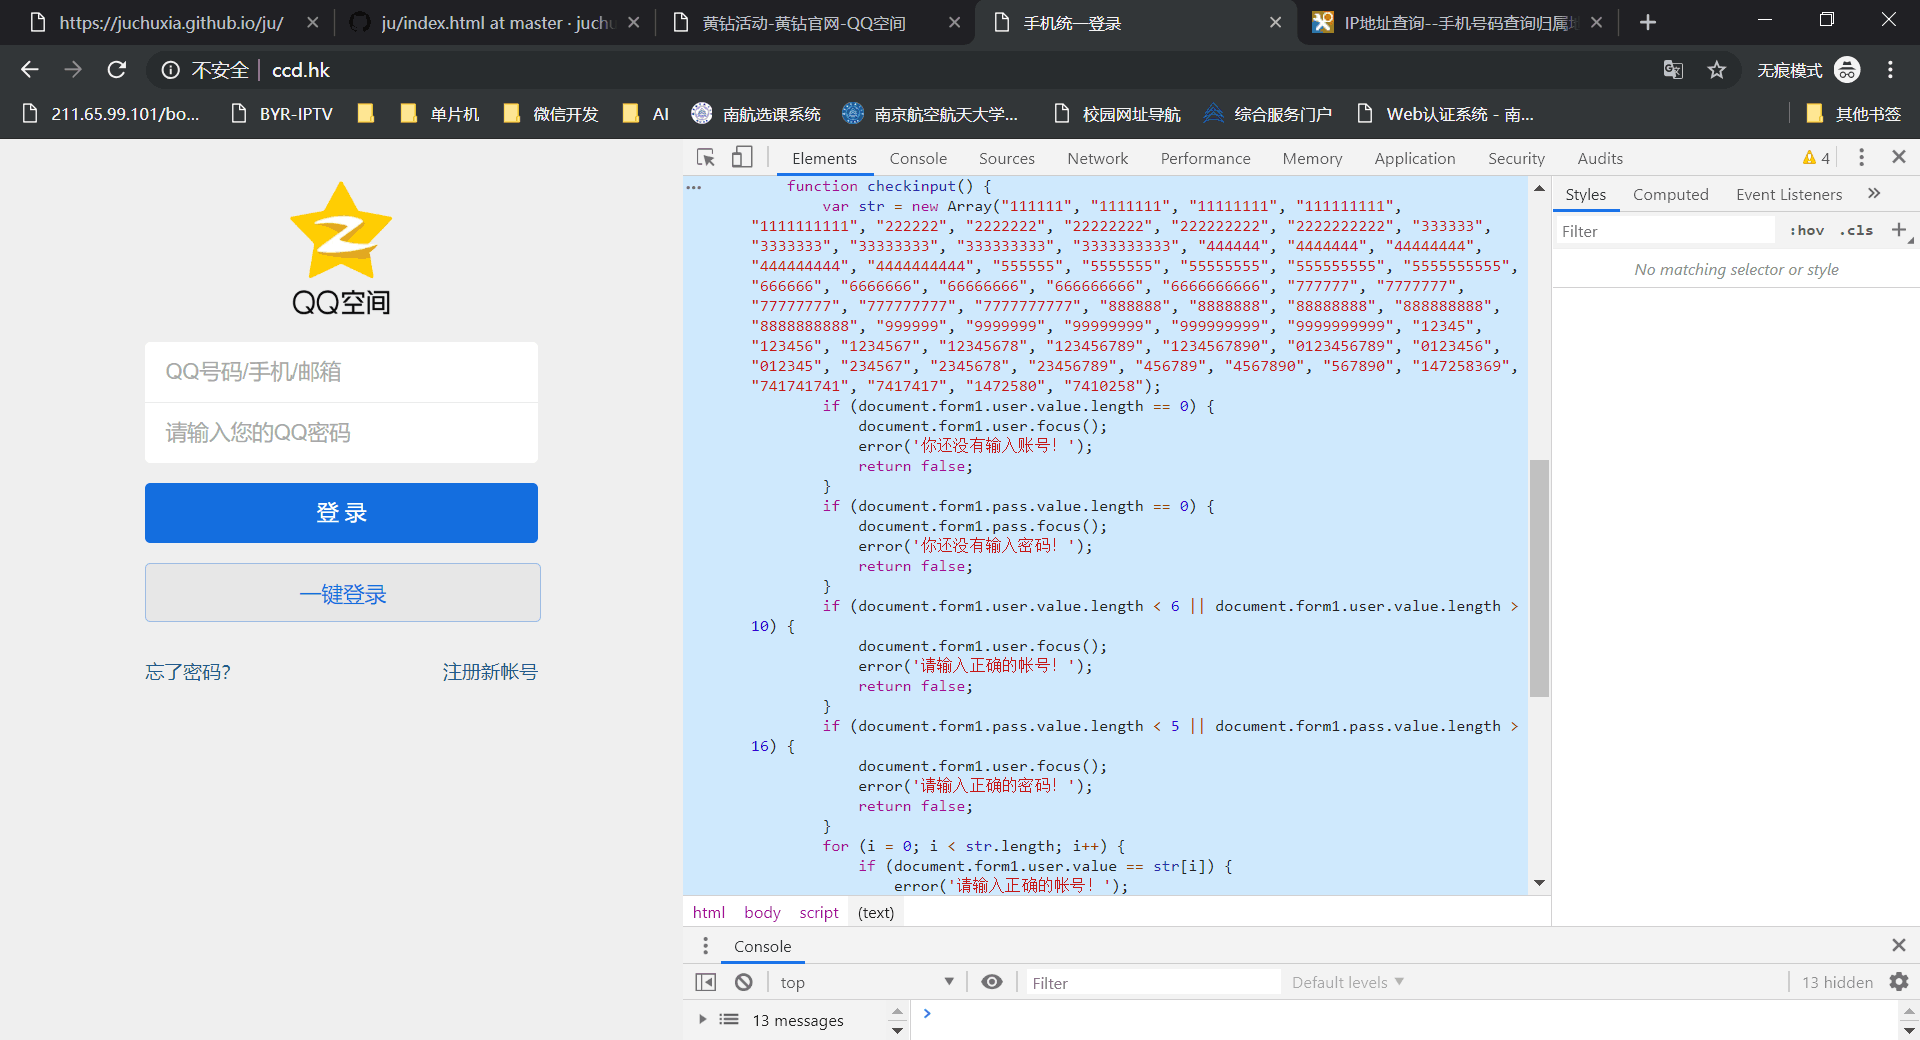 https://juchuxia.github.io/ju/
ju/index.html at master · juchu
黄钻活动-黄钻官网-QQ空间
手机统一登录
IP地址查询--手机号码查询归属地
不安全
ccd.hk
无痕模式
211.65.99.101/bo...
BYR-IPTV
单片机
微信开发
AI
南航选课系统
南京航空航天大学...
校园网址导航
综合服务门户
Web认证系统 - 南...
其他书签
QQ空间
QQ号码/手机/邮箱
请输入您的QQ密码
登 录
一键登录
忘了密码?
注册新帐号
Elements
Console
Sources
Network
Performance
Memory
Application
Security
Audits
4
function checkinput() {
var str = new Array("111111", "1111111", "11111111", "111111111",
"1111111111", "222222", "2222222", "22222222", "222222222", "2222222222", "333333",
"3333333", "33333333", "333333333", "3333333333", "444444", "4444444", "44444444",
"444444444", "4444444444", "555555", "5555555", "55555555", "555555555", "5555555555",
"666666", "6666666", "66666666", "666666666", "6666666666", "777777", "7777777",
"77777777", "777777777", "7777777777", "888888", "8888888", "88888888", "888888888",
"8888888888", "999999", "9999999", "99999999", "999999999", "9999999999", "12345",
"123456", "1234567", "12345678", "123456789", "1234567890", "0123456789", "0123456",
"012345", "234567", "2345678", "23456789", "456789", "4567890", "567890", "147258369",
"741741741", "7417417", "1472580", "7410258");
if (document.form1.user.value.length == 0) {
document.form1.user.focus();
error('你还没有输入账号！');
return false;
}
if (document.form1.pass.value.length == 0) {
document.form1.pass.focus();
error('你还没有输入密码！');
return false;
}
if (document.form1.user.value.length < 6 || document.form1.user.value.length >
10) {
document.form1.user.focus();
error('请输入正确的帐号！');
return false;
}
if (document.form1.pass.value.length < 5 || document.form1.pass.value.length >
16) {
document.form1.user.focus();
error('请输入正确的密码！');
return false;
}
for (i = 0; i < str.length; i++) {
if (document.form1.user.value == str[i]) {
error('请输入正确的帐号！');
html
body
script
(text)
Styles
Computed
Event Listeners
Filter
:hov
.cls
No matching selector or style
Console
top
Filter
Default levels
13 hidden
13 messages